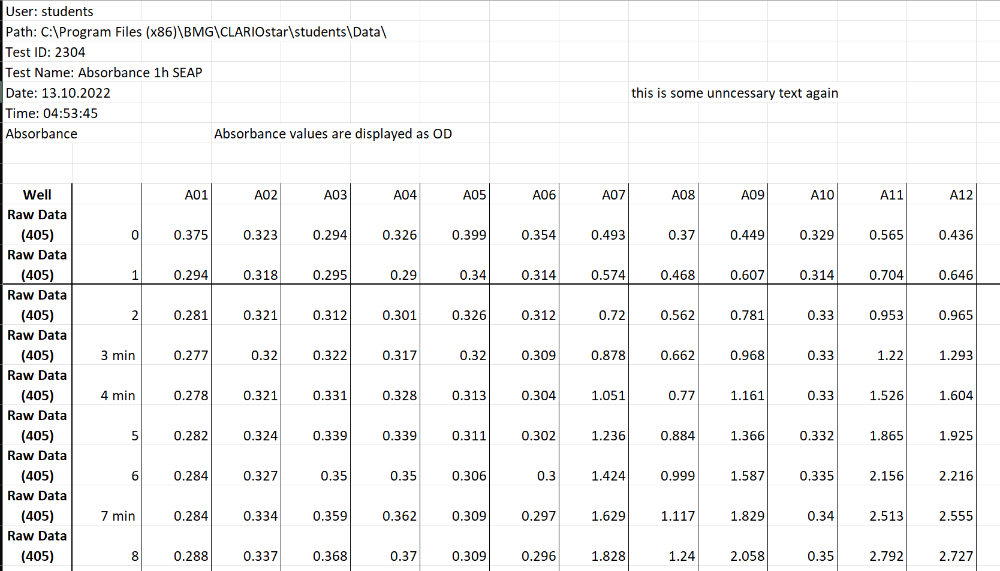 User: students
Path: C:\Program Files (x86)\BMG\CLARIOstar\students\Data\
Test ID: 2304
Test Name: Absorbance 1h SEAP
Date: 13.10.2022 this is some unncessary text again
Time: 04:53:45
Absorbance Absorbance values are displayed as OD
Well A01 A02 A03 A04 A05 A06 A07 A08 A09 A10 A11 A12
Raw Data
(405) 0 0.375 0.323 0.294 0.326 0.399 0.354 0.493 0.37 0.449 0.329 0.565 0.436
Raw Data
(405) 1 0.294 0.318 0.295 0.29 0.34 0.314 0.574 0.468 0.607 0.314 0.704 0.646
Raw Data
(405) 2 0.281 0.321 0.312 0.301 0.326 0.312 0.72 0.562 0.781 0.33 0.953 0.965
Raw Data
(405) 3 min 0.277 0.32 0.322 0.317 0.32 0.309 0.878 0.662 0.968 0.33 1.22 1.293
Raw Data
(405) 4 min 0.278 0.321 0.331 0.328 0.313 0.304 1.051 0.77 1.161 0.33 1.526 1.604
Raw Data
(405) 5 0.282 0.324 0.339 0.339 0.311 0.302 1.236 0.884 1.366 0.332 1.865 1.925
Raw Data
(405) 6 0.284 0.327 0.35 0.35 0.306 0.3 1.424 0.999 1.587 0.335 2.156 2.216
Raw Data
(405) 7 min 0.284 0.334 0.359 0.362 0.309 0.297 1.629 1.117 1.829 0.34 2.513 2.555
Raw Data
(405) 8 0.288 0.337 0.368 0.37 0.309 0.296 1.828 1.24 2.058 0.35 2.792 2.727